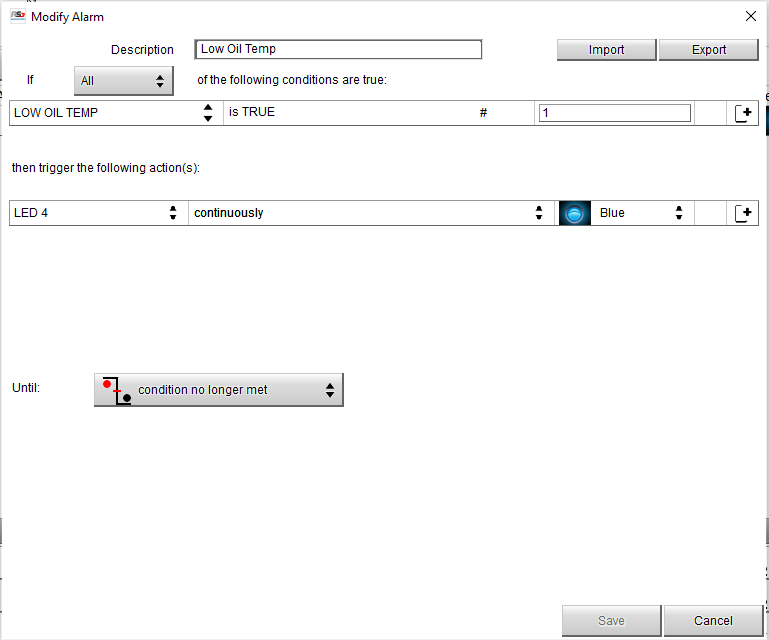 Modify Alarm
Description Low Oil Temp Import Export
If All of the following conditions are true:
LOW OIL TEMP is TRUE # 1
then trigger the following action(s):
LED 4 continuously Blue
Until: condition no longer met
Save Cancel